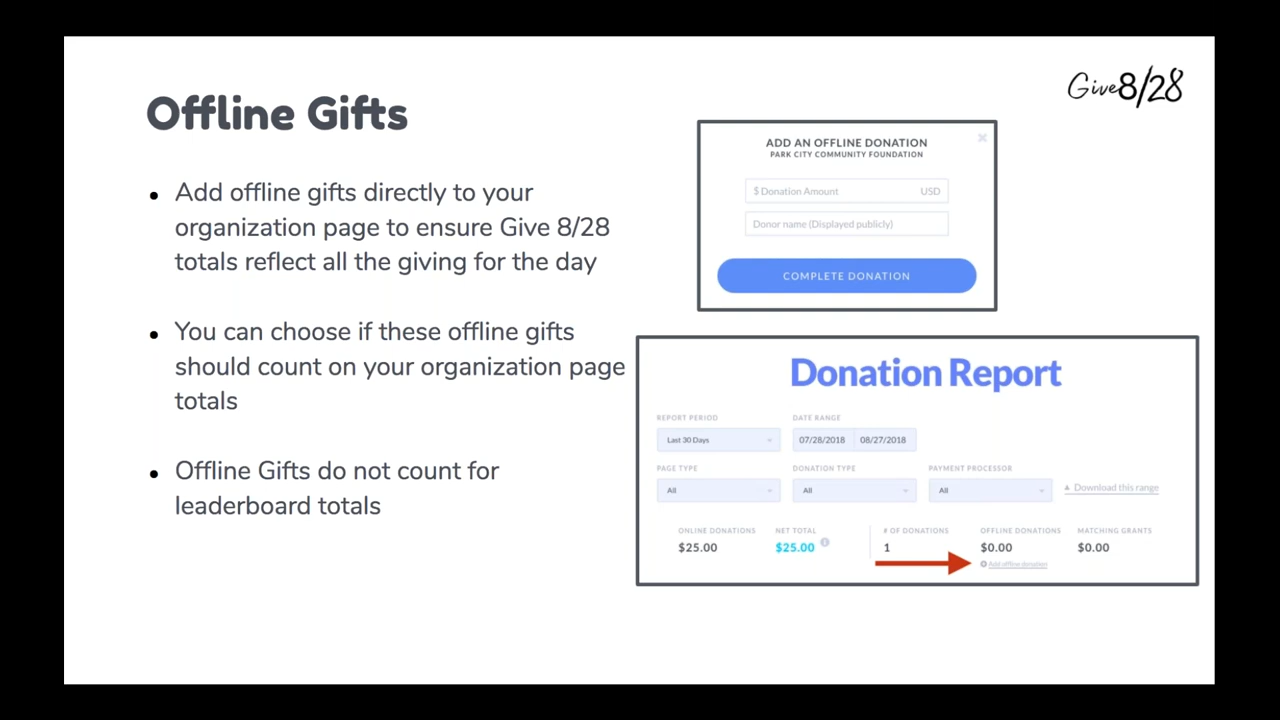 Give 8/28
Offline Gifts
• Add offline gifts directly to your
organization page to ensure Give 8/28
totals reflect all the giving for the day
• You can choose if these offline gifts
should count on your organization page
totals
• Offline Gifts do not count for
leaderboard totals
ADD AN OFFLINE DONATION
PARK CITY COMMUNITY FOUNDATION
$ Donation Amount USD
Donor name (Displayed publicly)
COMPLETE DONATION
Donation Report
REPORT PERIOD DATE RANGE
Last 30 Days 07/28/2018 08/27/2018
PAGE TYPE DONATION TYPE PAYMENT PROCESSOR
All All All Download this range
ONLINE DONATIONS NET TOTAL # OF DONATIONS OFFLINE DONATIONS MATCHING GRANTS
$25.00 $25.00 1 $0.00 $0.00
Add offline donation